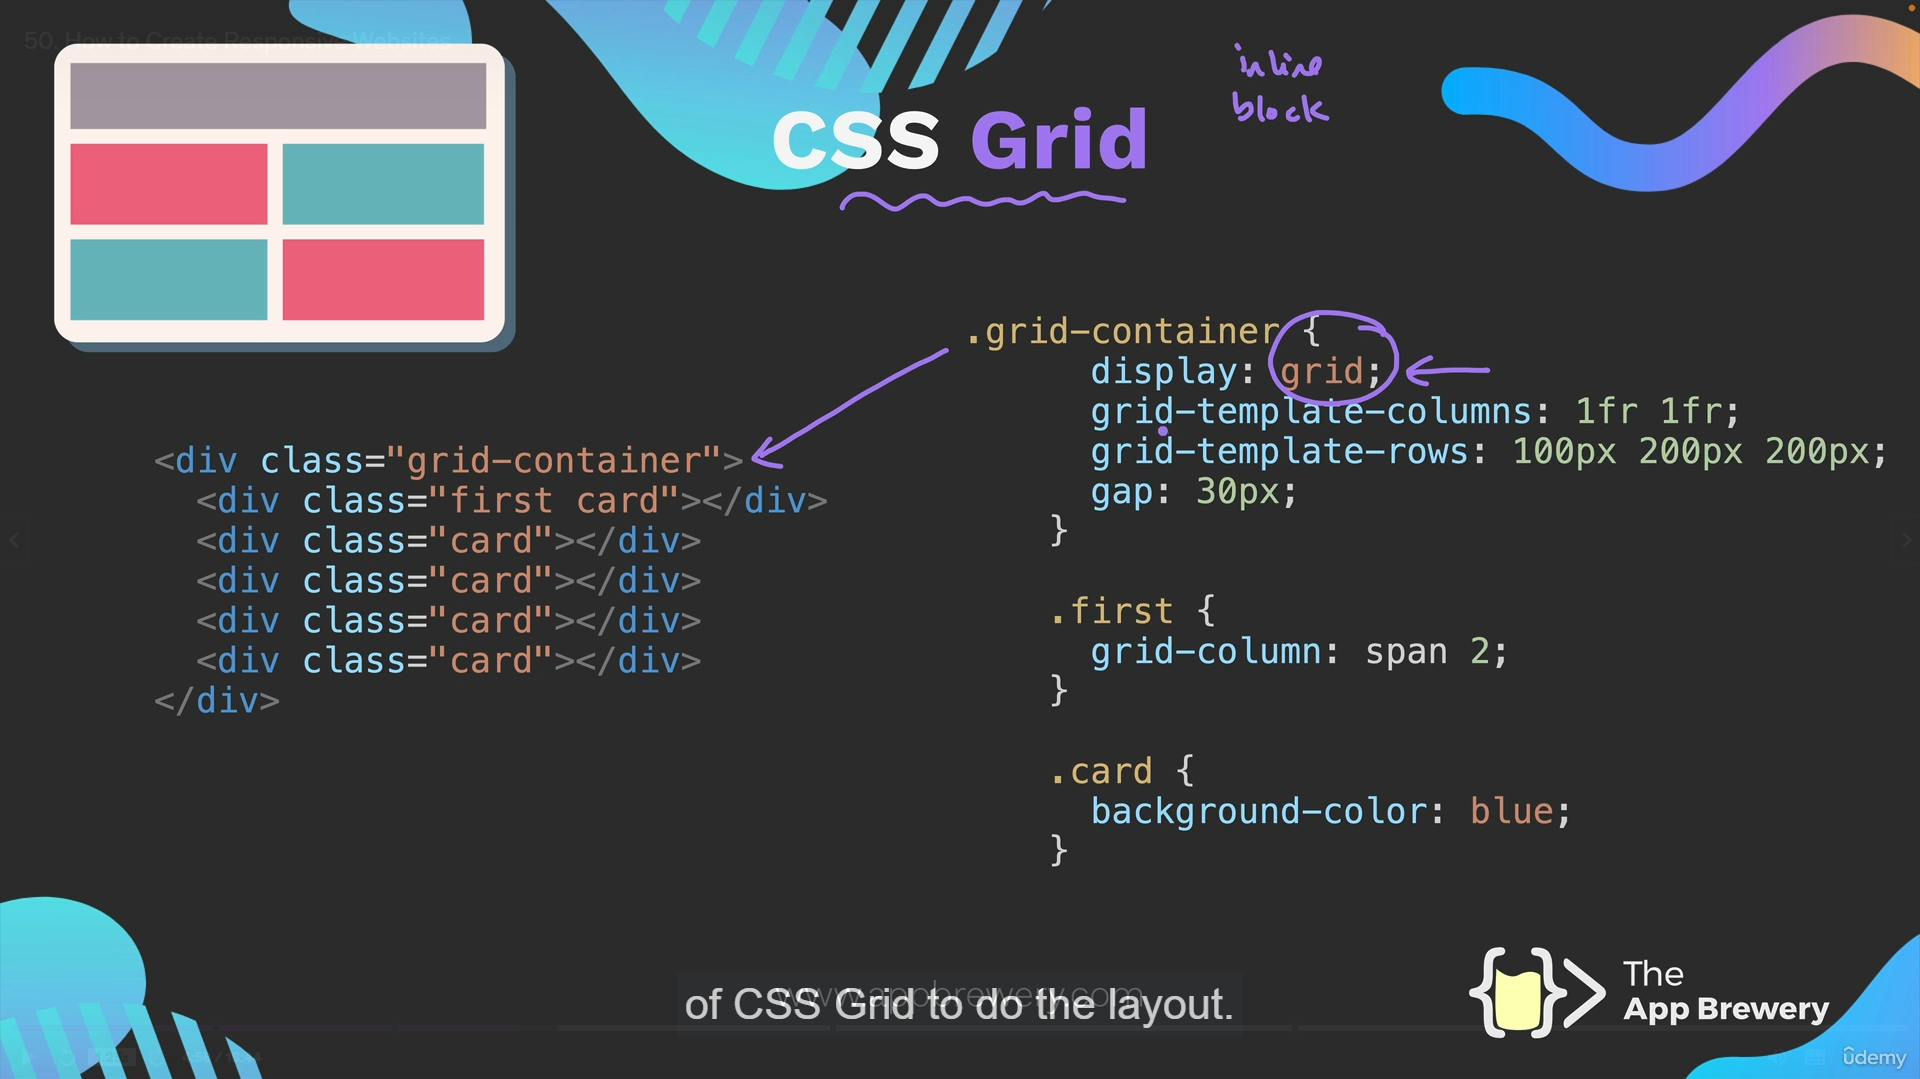 50. How to Create Responsive Websites
inline
block
CSS Grid
.grid-container {
display: grid;
grid-template-columns: 1fr 1fr;
grid-template-rows: 100px 200px 200px;
gap: 30px;
}
.first {
grid-column: span 2;
}
.card {
background-color: blue;
}
<div class="grid-container">
<div class="first card"></div>
<div class="card"></div>
<div class="card"></div>
<div class="card"></div>
<div class="card"></div>
</div>
www.appbrewery.com
of CSS Grid to do the layout.
The
App Brewery
ûdemy